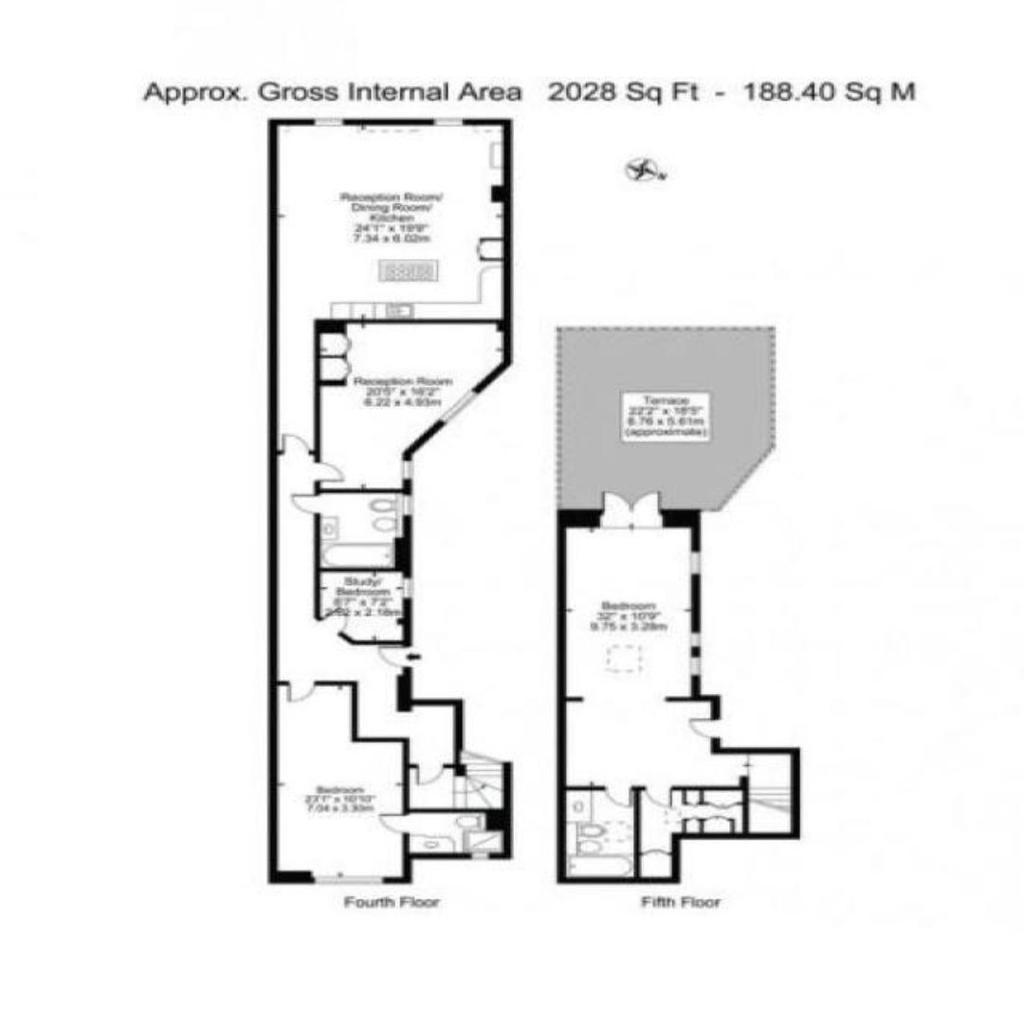 Approx. Gross Internal Area 2028 Sq Ft - 188.40 Sq M
N
Reception Room/
Dining Room/
Kitchen
24'1" x 19'9"
7.34 x 6.02m
Reception Room
20'5" x 16'2"
6.22 x 4.93m
Study/
Bedroom
8'7" x 7'2"
2.62 x 2.18m
Bedroom
23'1" x 10'10"
7.04 x 3.30m
Fourth Floor
Terrace
22'2" x 18'5"
6.76 x 5.61m
(approximate)
Bedroom
32" x 10'9"
9.75 x 3.28m
Fifth Floor